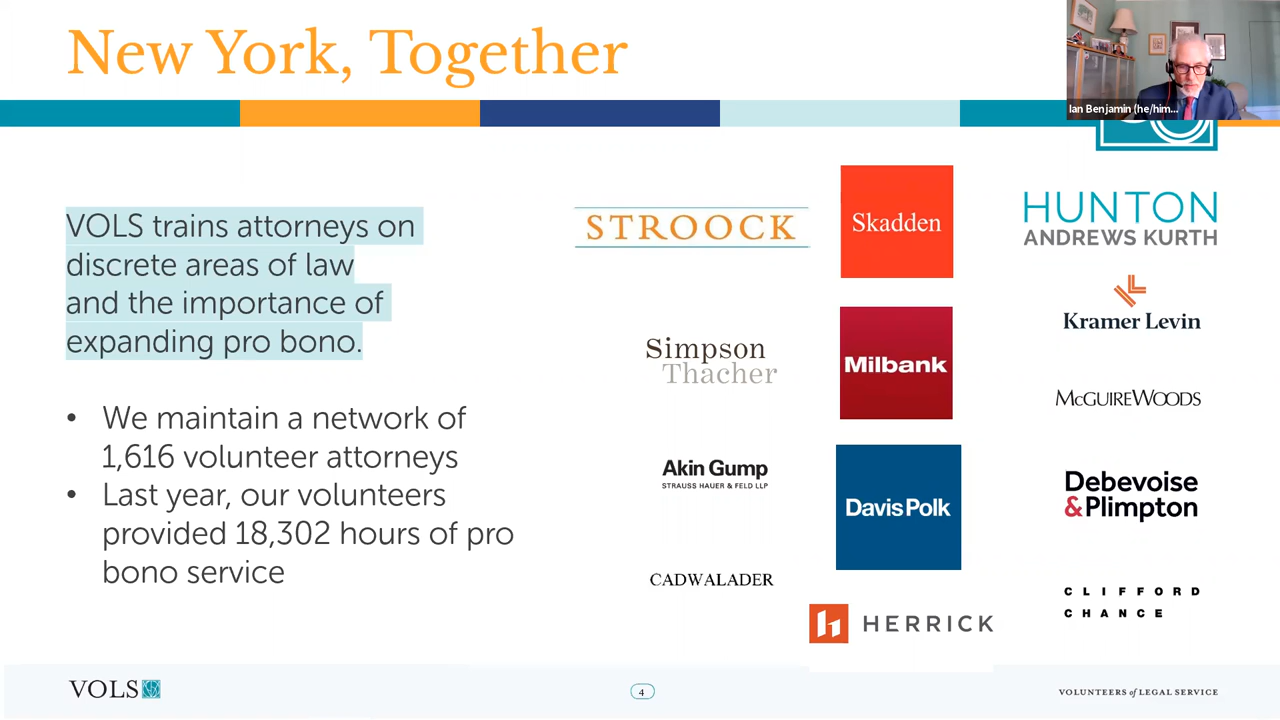 New York, Together
Ian Benjamin (he/him...
VOLS trains attorneys on
discrete areas of law
and the importance of
expanding pro bono.
• We maintain a network of
1,616 volunteer attorneys
• Last year, our volunteers
provided 18,302 hours of pro
bono service
STROOCK
Skadden
HUNTON
ANDREWS KURTH
Kramer Levin
Simpson
Thacher
Milbank
McGUIREWOODS
Akin Gump
STRAUSS HAUER & FELD LLP
Davis Polk
Debevoise
&Plimpton
CADWALADER
CLIFFORD
CHANCE
HERRICK
VOLS
4
VOLUNTEERS of LEGAL SERVICE